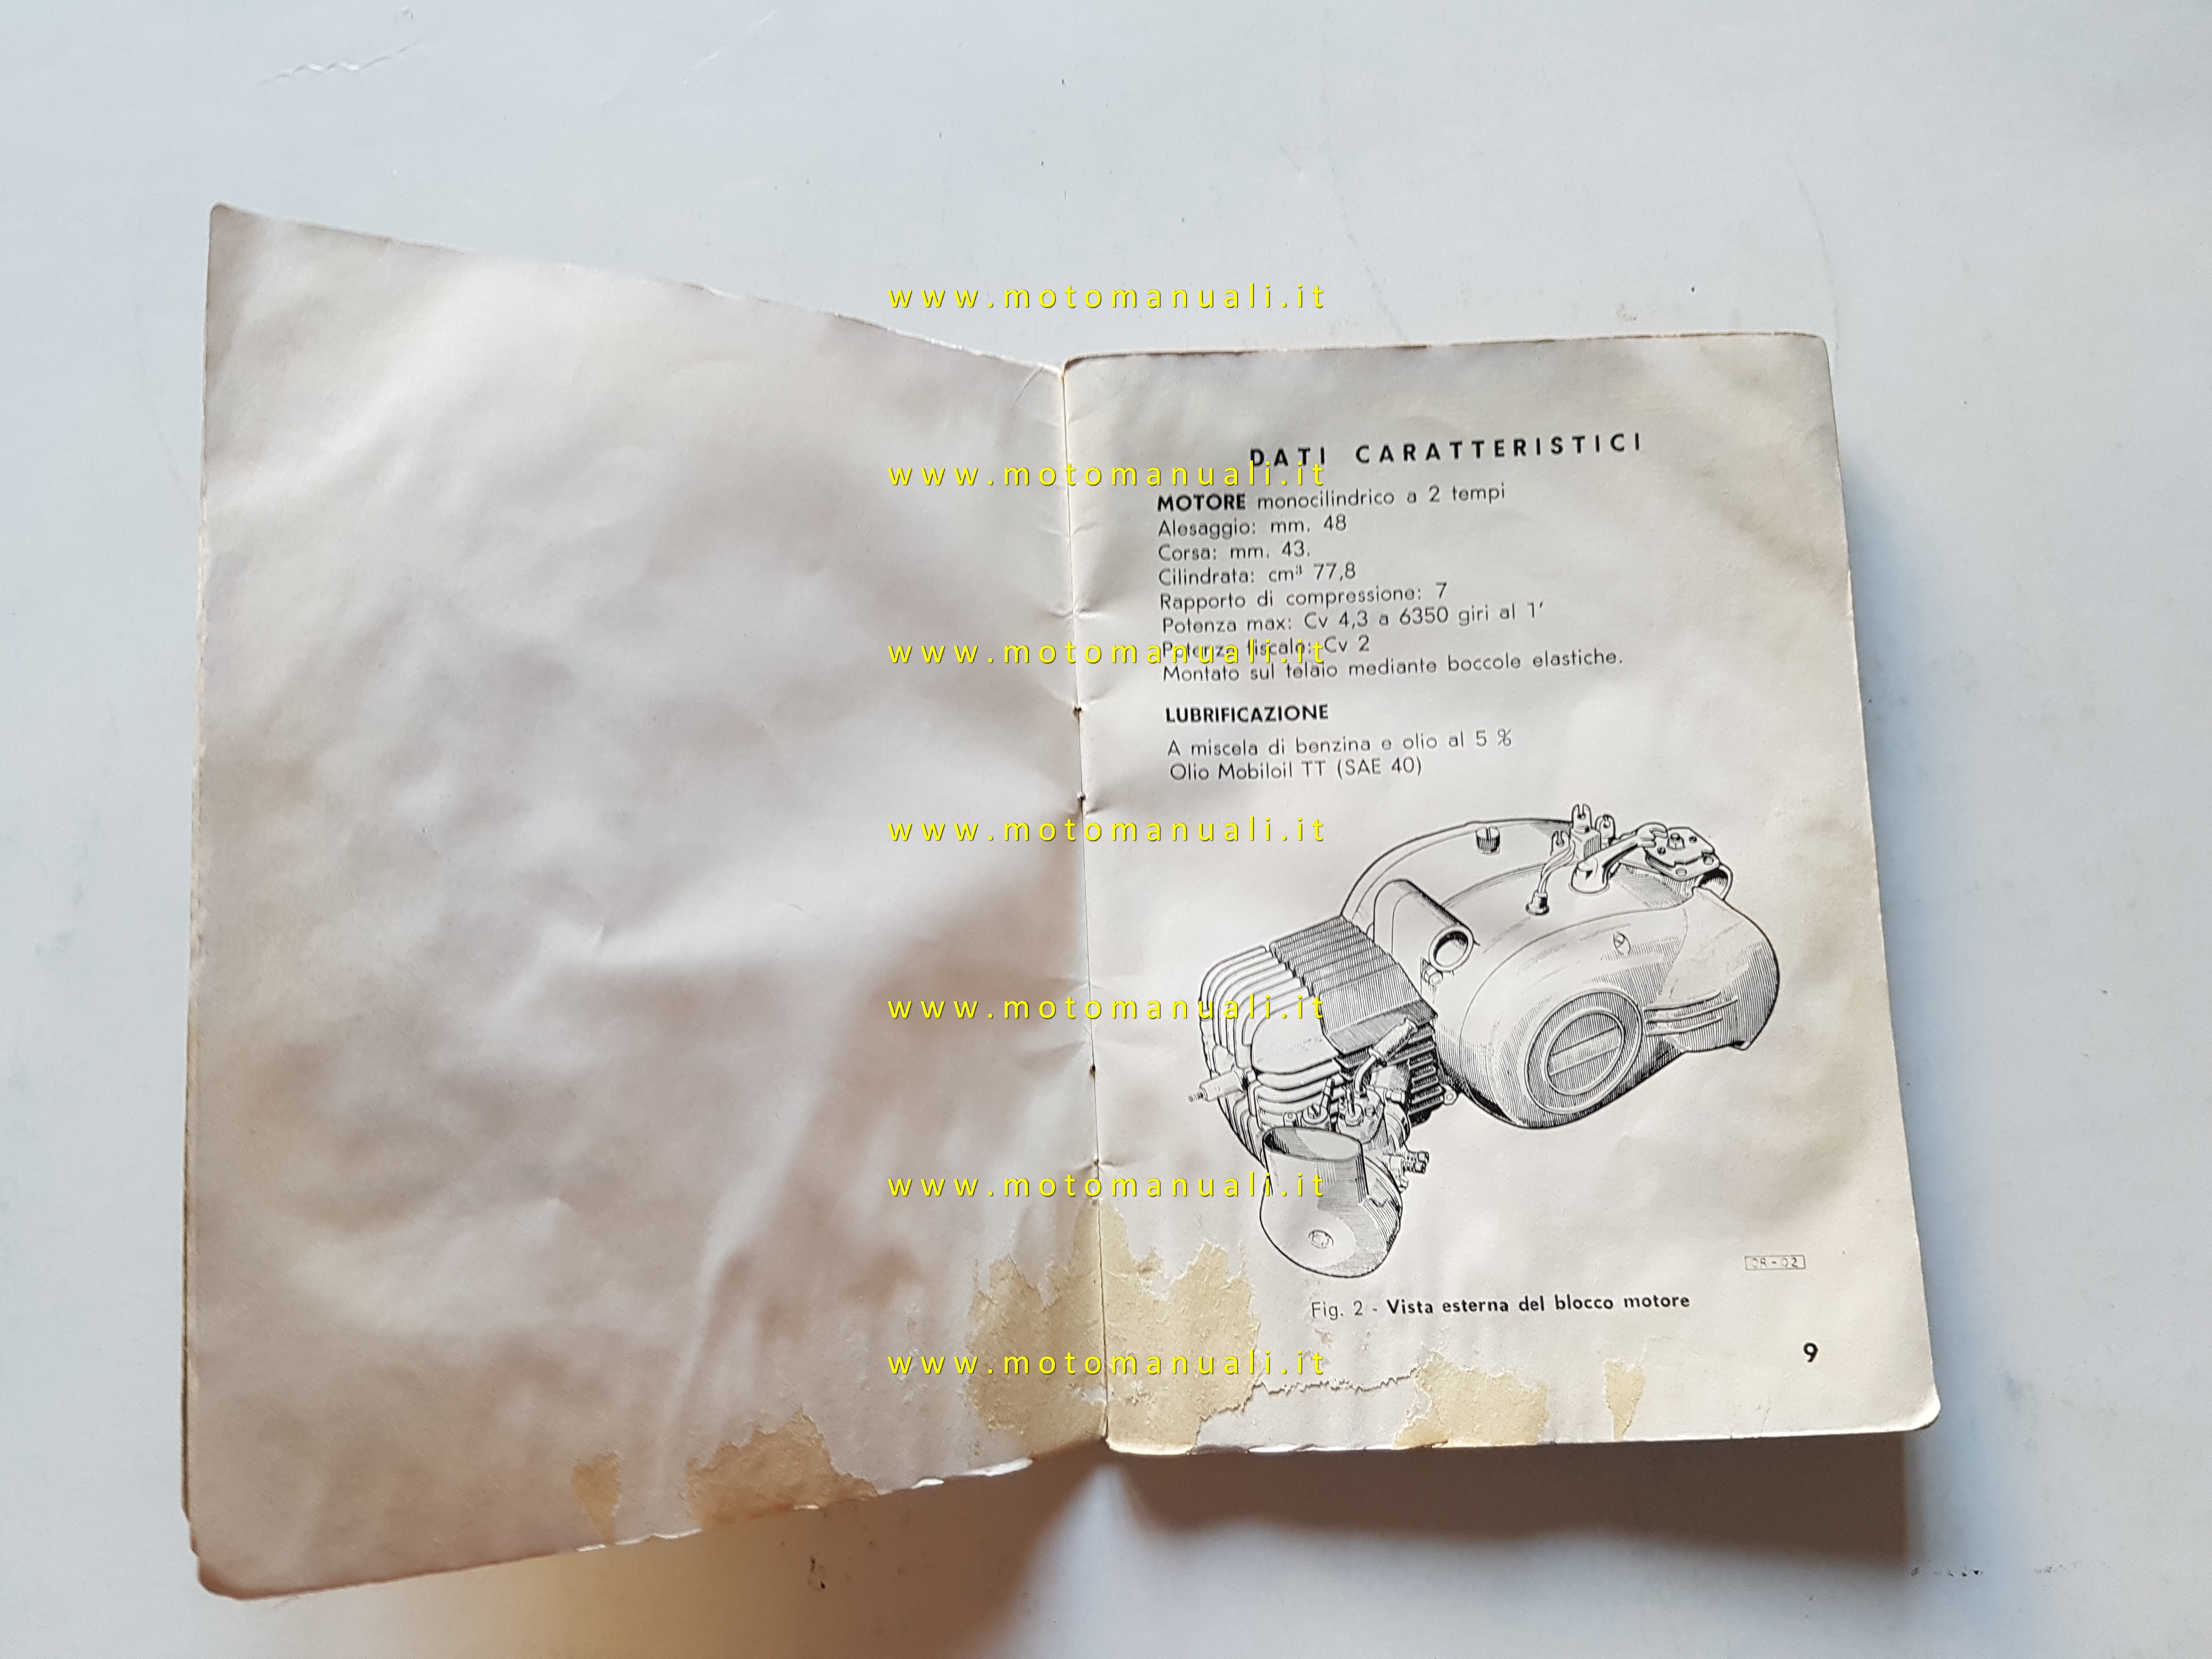 www.motomanuali.it
DATI CARATTERISTICI
www.motomanuali.it
MOTORE monocilindrico a 2 tempi
Alesaggio: mm. 48
Corsa: mm. 43.
Cilindrata: cm³ 77,8
Rapporto di compressione: 7
Potenza max: Cv 4,3 a 6350 giri al 1'
Potenza fiscale: Cv 2
www.motomanuali.it
Montato sul telaio mediante boccole elastiche.
LUBRIFICAZIONE
A miscela di benzina e olio al 5 %
Olio Mobiloil TT (SAE 40)
www.motomanuali.it
www.motomanuali.it
www.motomanuali.it
Fig. 2 - Vista esterna del blocco motore
9
www.motomanuali.it